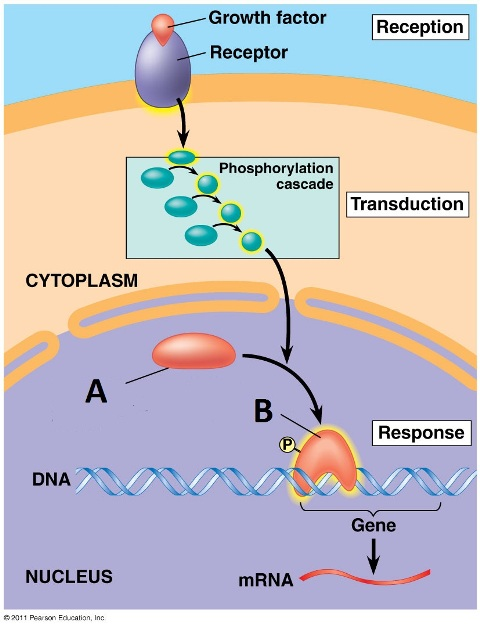 Growth factor
Reception
Receptor
Phosphorylation
cascade
Transduction
CYTOPLASM
A
B
P
Response
DNA
Gene
NUCLEUS
mRNA
© 2011 Pearson Education, Inc.